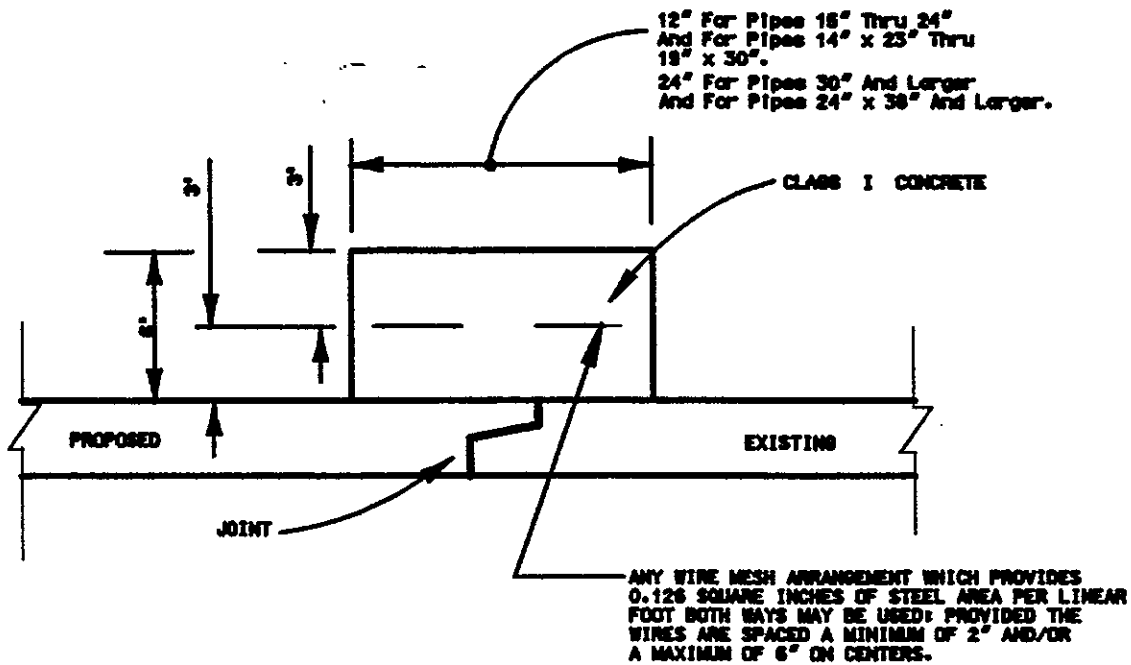 12" For Pipes 15" Thru 24"
And For Pipes 14" x 23" Thru
19" x 30".
24" For Pipes 30" And Larger
And For Pipes 24" x 38" And Larger.
3"
3"
CLASS I CONCRETE
6"
PROPOSED
EXISTING
JOINT
ANY WIRE MESH ARRANGEMENT WHICH PROVIDES
0.126 SQUARE INCHES OF STEEL AREA PER LINEAR
FOOT BOTH WAYS MAY BE USED; PROVIDED THE
WIRES ARE SPACED A MINIMUM OF 2" AND/OR
A MAXIMUM OF 6" ON CENTERS.